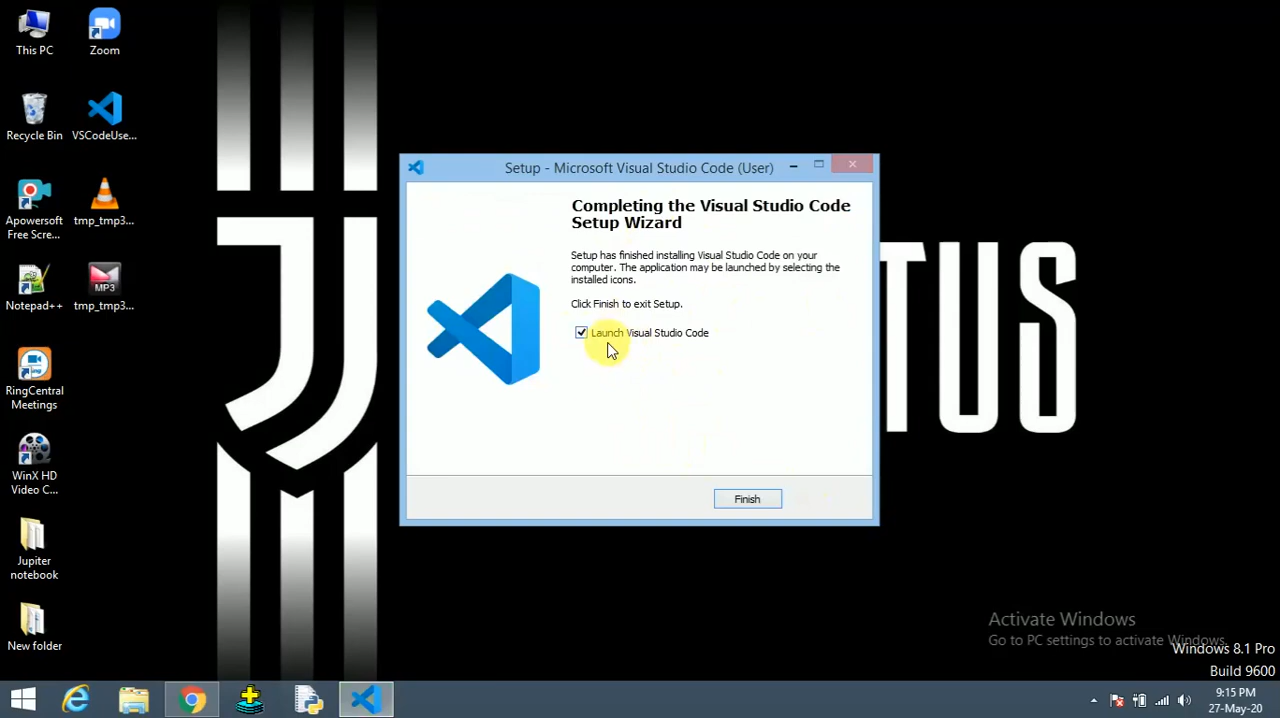 This PC
Zoom
Recycle Bin
VSCodeUse...
Apowersoft
Free Scre...
tmp_tmp3...
Notepad++
MP3
tmp_tmp3...
RingCentral
Meetings
WinX HD
Video C...
Jupiter
notebook
New folder
Setup - Microsoft Visual Studio Code (User)
Completing the Visual Studio Code
Setup Wizard
Setup has finished installing Visual Studio Code on your
computer. The application may be launched by selecting the
installed icons.
Click Finish to exit Setup.
Launch Visual Studio Code
Finish
TUS
Activate Windows
Go to PC settings to activate Windows.
Windows 8.1 Pro
Build 9600
9:15 PM
27-May-20